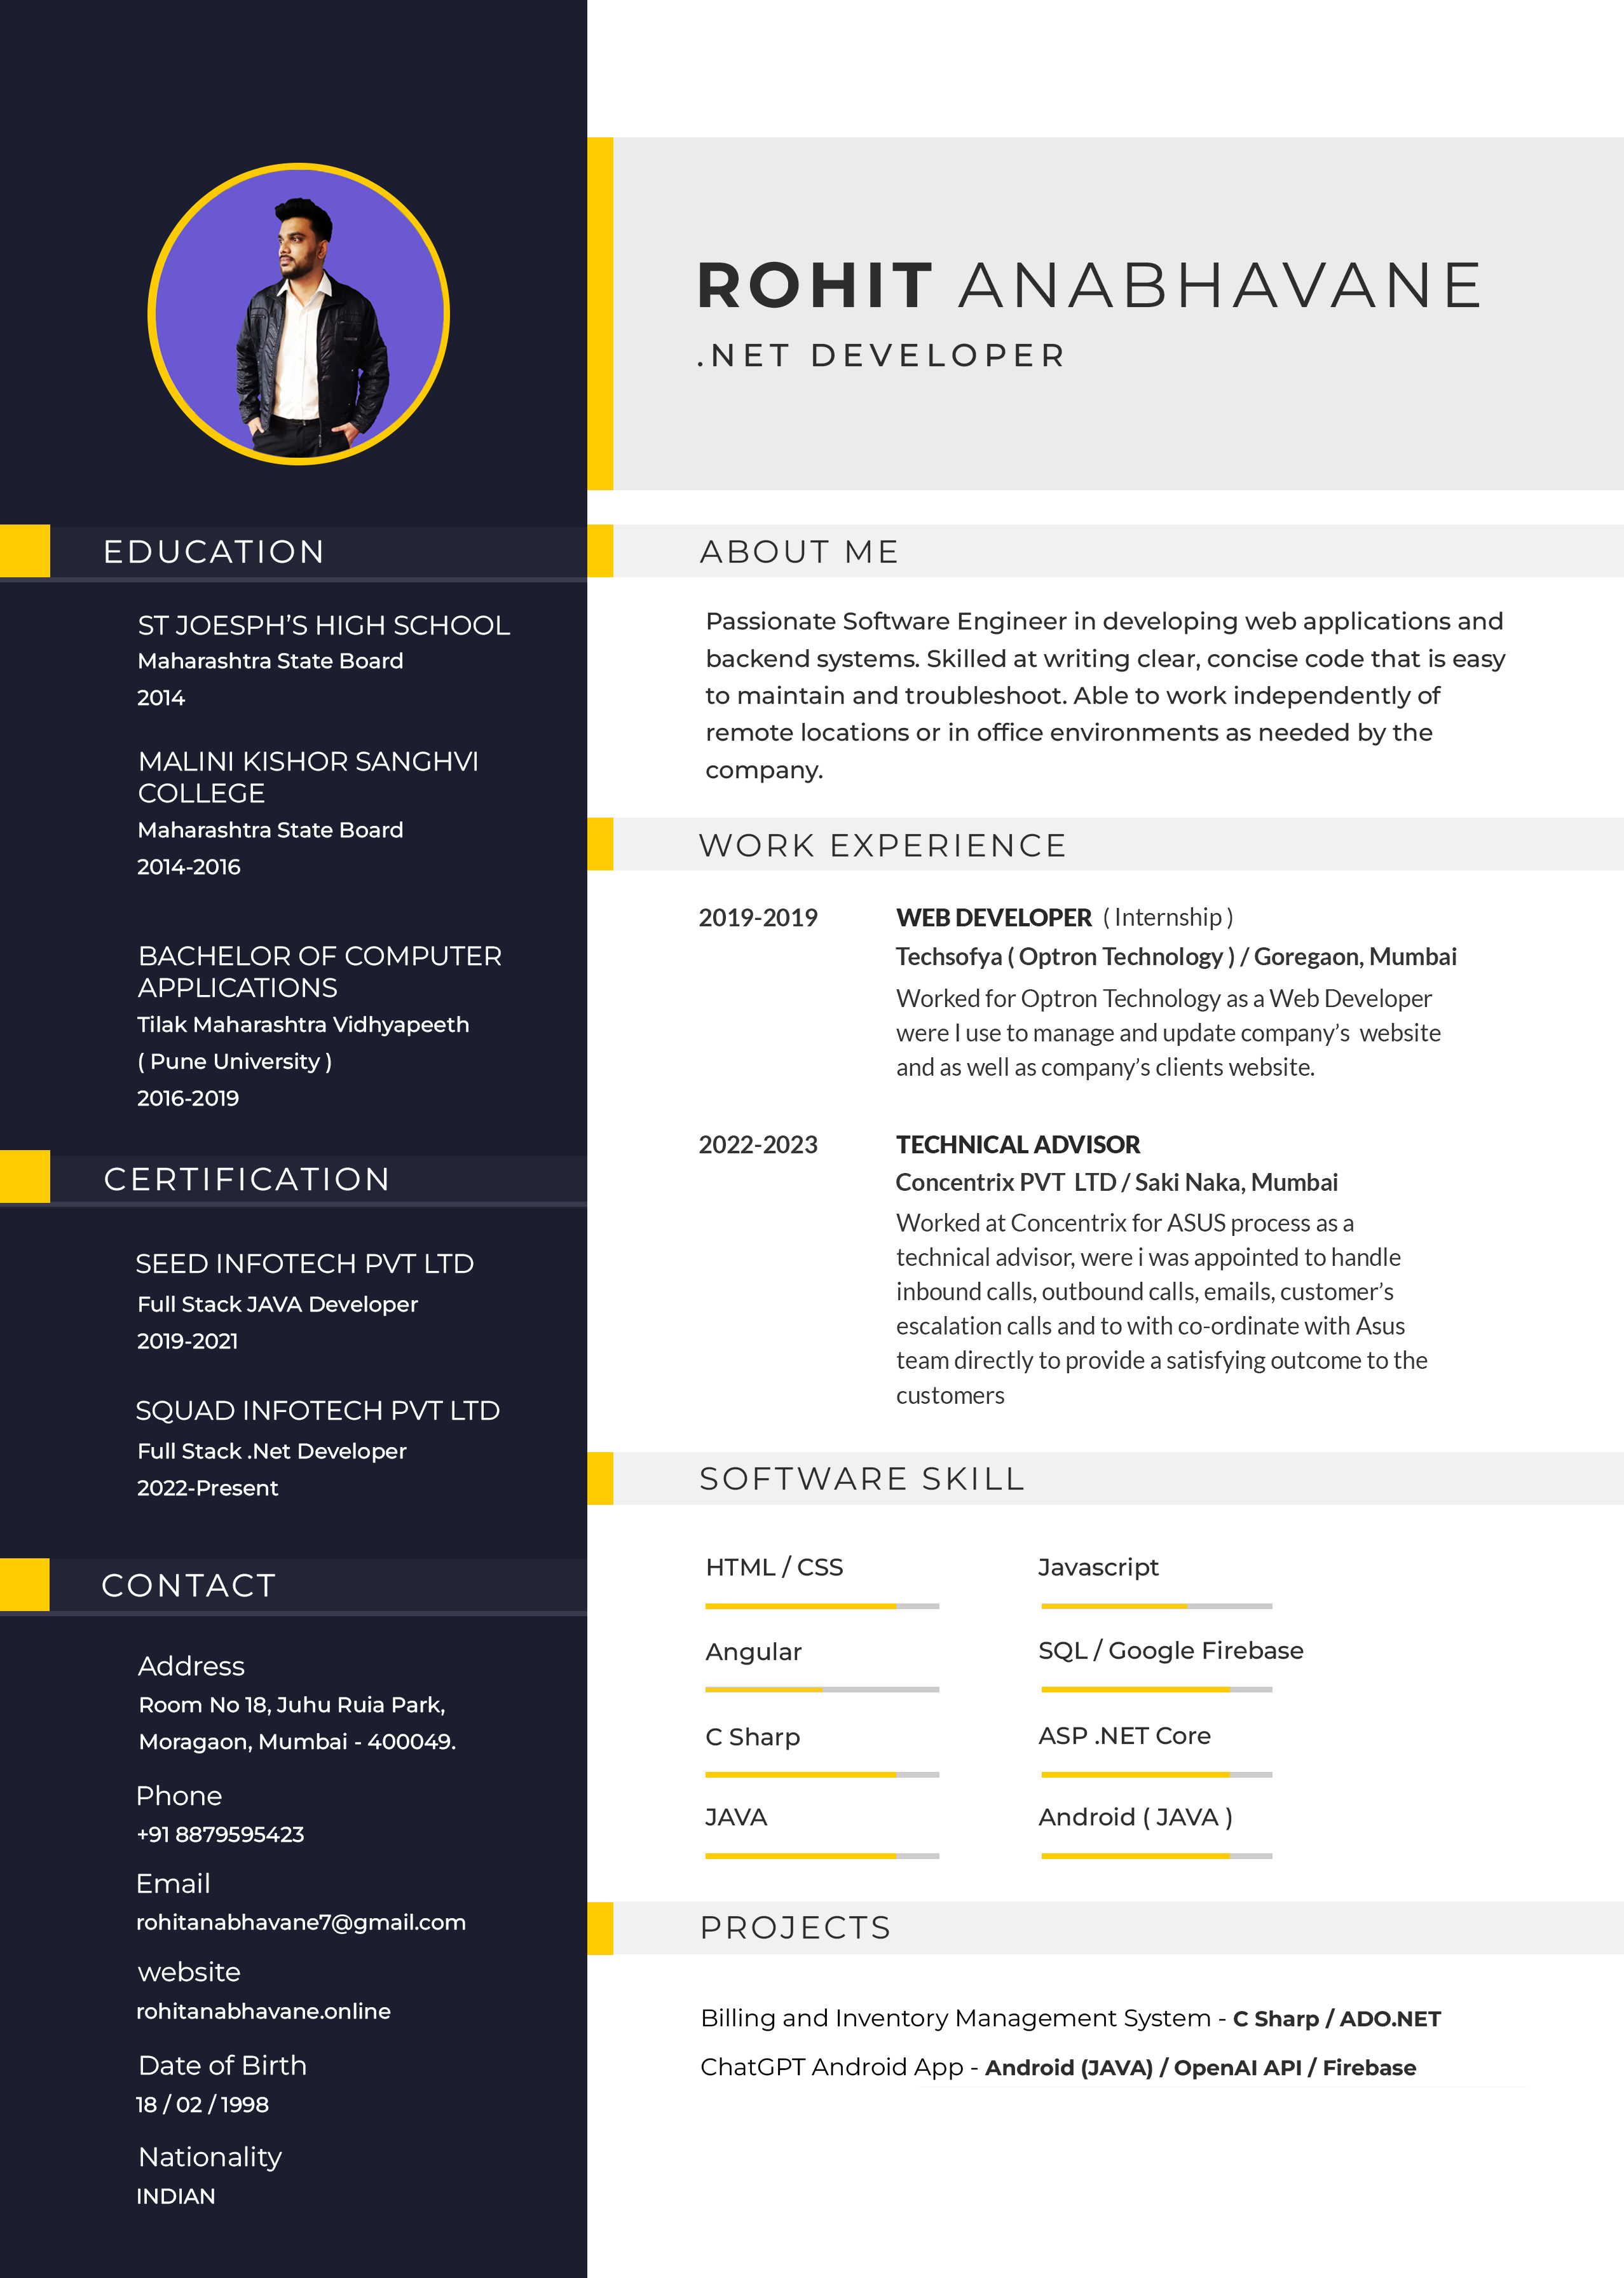 ROHIT ANABHAVANE
.NET DEVELOPER
EDUCATION
ST JOESPH'S HIGH SCHOOL
Maharashtra State Board
2014
MALINI KISHOR SANGHVI
COLLEGE
Maharashtra State Board
2014-2016
BACHELOR OF COMPUTER
APPLICATIONS
Tilak Maharashtra Vidhyapeeth
( Pune University )
2016-2019
CERTIFICATION
SEED INFOTECH PVT LTD
Full Stack JAVA Developer
2019-2021
SQUAD INFOTECH PVT LTD
Full Stack .Net Developer
2022-Present
CONTACT
Address
Room No 18, Juhu Ruia Park,
Moragaon, Mumbai - 400049.
Phone
+91 8879595423
Email
rohitanabhavane7@gmail.com
website
rohitanabhavane.online
Date of Birth
18 / 02 / 1998
Nationality
INDIAN
ABOUT ME
Passionate Software Engineer in developing web applications and
backend systems. Skilled at writing clear, concise code that is easy
to maintain and troubleshoot. Able to work independently of
remote locations or in office environments as needed by the
company.
WORK EXPERIENCE
2019-2019 WEB DEVELOPER ( Internship )
Techsofya ( Optron Technology ) / Goregaon, Mumbai
Worked for Optron Technology as a Web Developer
were I use to manage and update company's website
and as well as company's clients website.
2022-2023 TECHNICAL ADVISOR
Concentrix PVT LTD / Saki Naka, Mumbai
Worked at Concentrix for ASUS process as a
technical advisor, were i was appointed to handle
inbound calls, outbound calls, emails, customer's
escalation calls and to with co-ordinate with Asus
team directly to provide a satisfying outcome to the
customers
SOFTWARE SKILL
HTML / CSS Javascript
Angular SQL / Google Firebase
C Sharp ASP .NET Core
JAVA Android ( JAVA )
PROJECTS
Billing and Inventory Management System - C Sharp / ADO.NET
ChatGPT Android App - Android (JAVA) / OpenAI API / Firebase